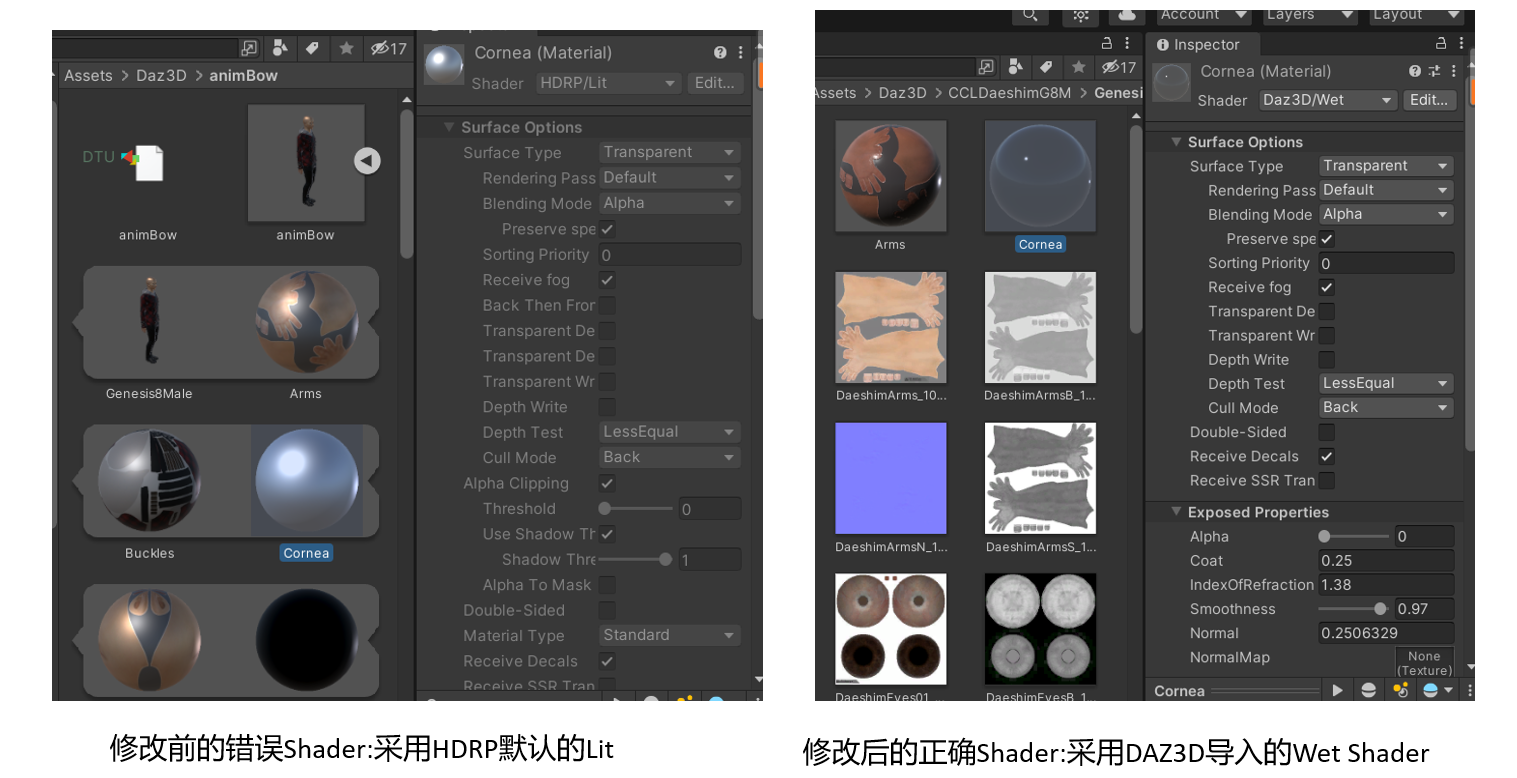 17
Assets > Daz3D > animBow
DTU
animBow
animBow
Genesis8Male
Arms
Buckles
Cornea
Cornea (Material)
Shader HDRP/Lit Edit...
Surface Options
Surface Type Transparent
Rendering Pass Default
Blending Mode Alpha
Preserve spe
Sorting Priority 0
Receive fog
Back Then Fror
Transparent De
Transparent De
Transparent Wr
Depth Write
Depth Test LessEqual
Cull Mode Back
Alpha Clipping
Threshold 0
Use Shadow Th
Shadow Thre 1
Alpha To Mask
Double-Sided
Material Type Standard
Receive Decals
Receive SSR Tran
修改前的错误Shader:采用HDRP默认的Lit
Account Layers Layout
17
Assets > Daz3D > CCLDaeshimG8M > Genesi
Arms
Cornea
DaeshimArms_10...
DaeshimArmsB_1...
DaeshimArmsN_1...
DaeshimArmsS_1...
DaeshimEyes01_
DaeshimEyesB_1...
Inspector
Cornea (Material)
Shader Daz3D/Wet Edit...
Surface Options
Surface Type Transparent
Rendering Pass Default
Blending Mode Alpha
Preserve spe
Sorting Priority 0
Receive fog
Transparent De
Transparent Wr
Depth Write
Depth Test LessEqual
Cull Mode Back
Double-Sided
Receive Decals
Receive SSR Tran
Exposed Properties
Alpha 0
Coat 0.25
IndexOfRefraction 1.38
Smoothness 0.97
Normal 0.2506329
NormalMap None
(Texture)
Cornea
修改后的正确Shader:采用DAZ3D导入的Wet Shader